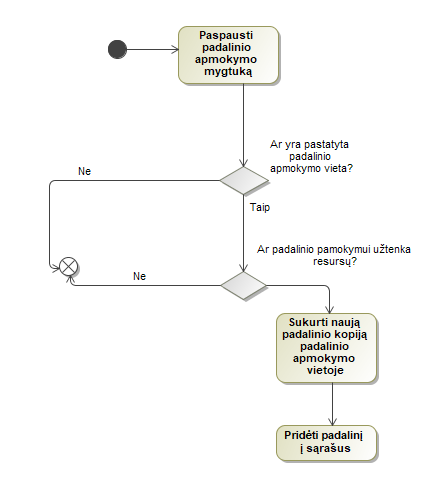 Paspausti
padalinio
apmokymo
mygtuką
Ar yra pastatyta
padalinio
apmokymo vieta?
Ne
Taip
Ar padalinio pamokymui užtenka
resursų?
Ne
Sukurti naują
padalinio kopiją
padalinio
apmokymo
vietoje
Pridėti padalinį
į sąrašus